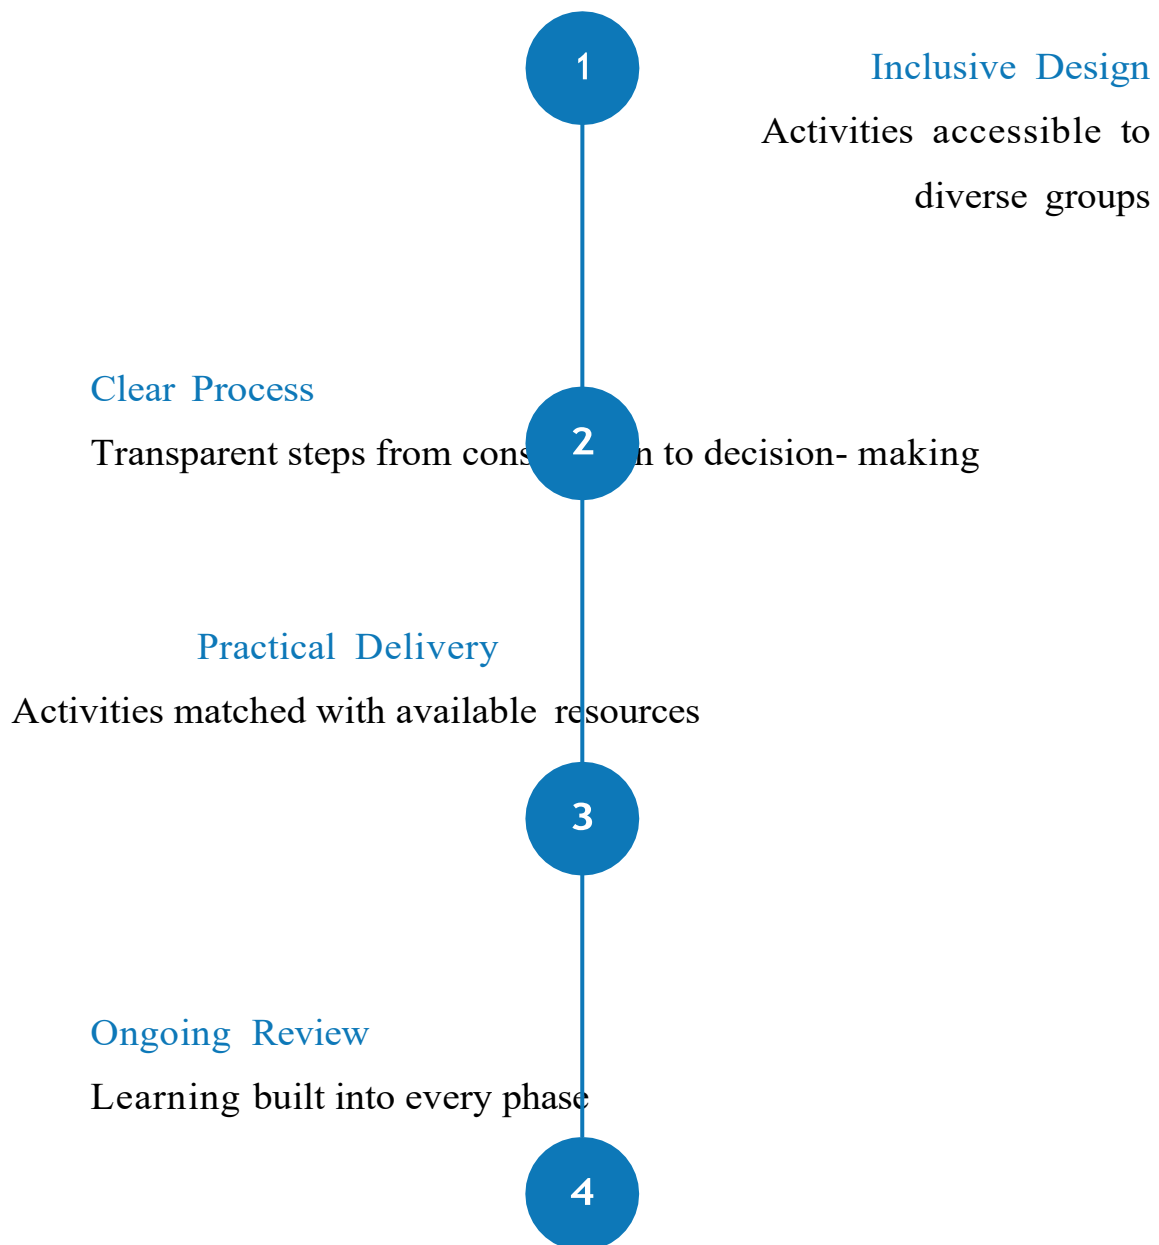 1
Inclusive Design
Activities accessible to
diverse groups
Clear Process
2
Transparent steps from to decision- making
Practical Delivery
Activities matched with available resources
3
Ongoing Review
Learning built into every phase
4